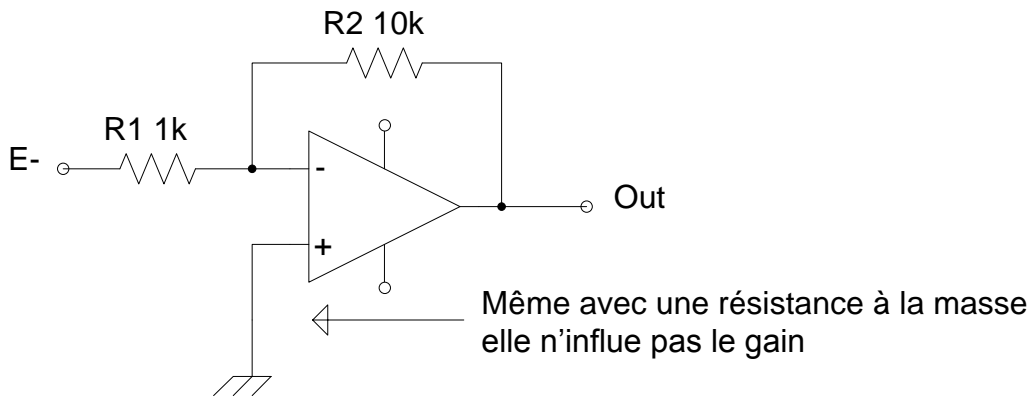 R2 10k
R1 1k
E-
-
+
Out
Même avec une résistance à la masse
elle n'influe pas le gain